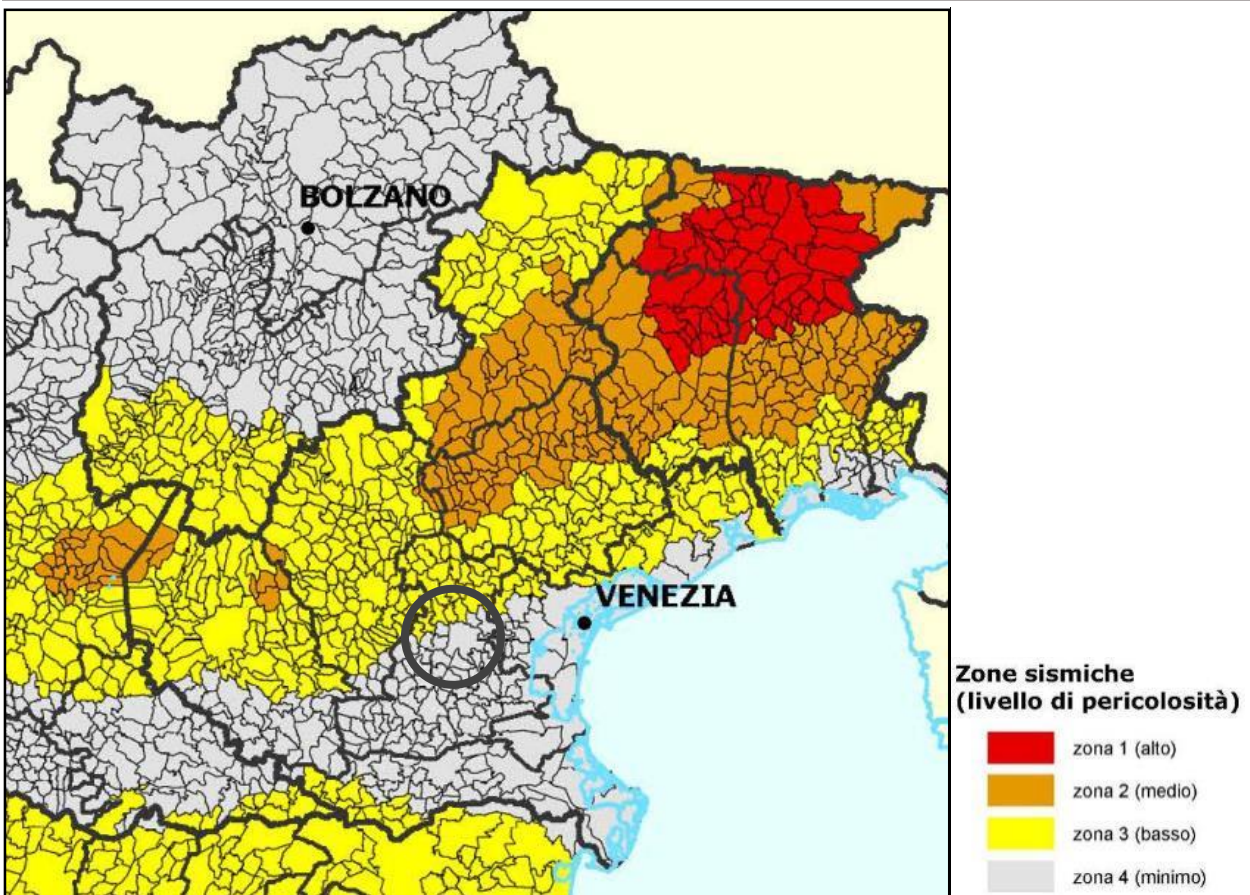 BOLZANO
VENEZIA
Zone sismiche
(livello di pericolosità)
zona 1 (alto)
zona 2 (medio)
zona 3 (basso)
zona 4 (minimo)